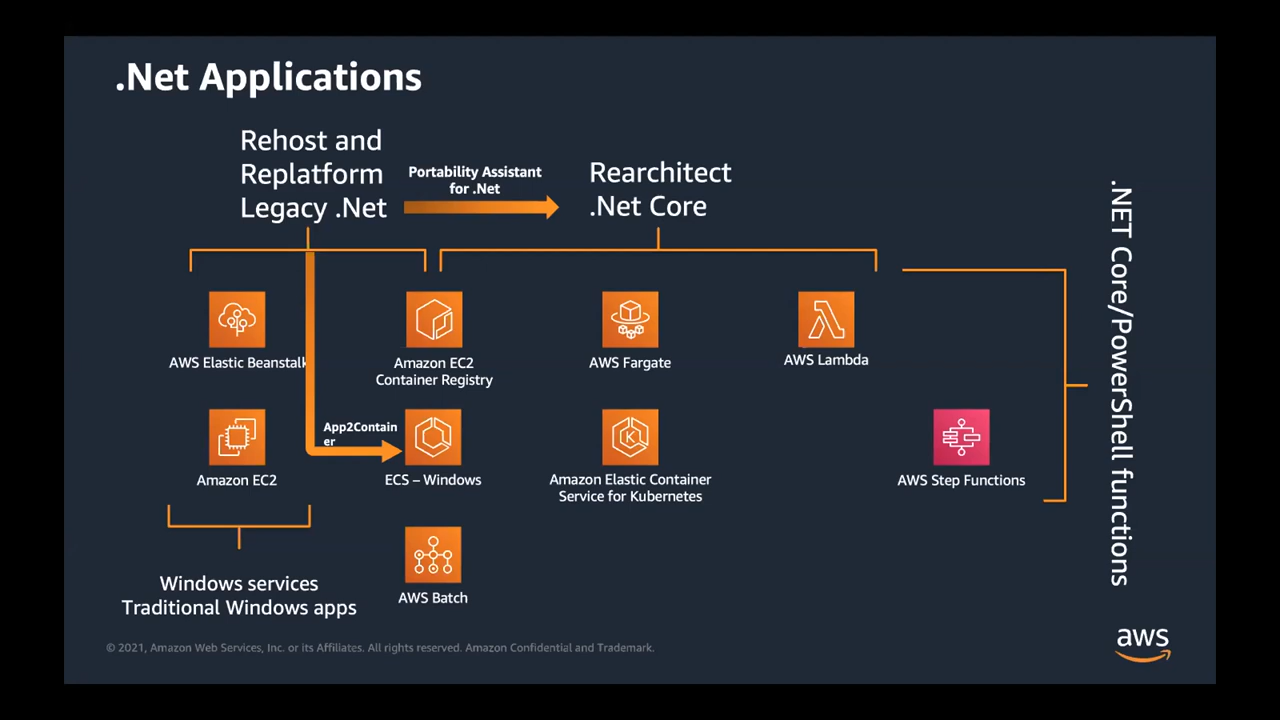 .Net Applications
Rehost and
Replatform
Legacy .Net
Portability Assistant
for .Net
Rearchitect
.Net Core
AWS Elastic Beanstalk
Amazon EC2
Container Registry
AWS Fargate
AWS Lambda
App2Contain
er
Amazon EC2
ECS – Windows
Amazon Elastic Container
Service for Kubernetes
AWS Step Functions
.NET Core/PowerShell functions
Windows services
Traditional Windows apps
AWS Batch
© 2021, Amazon Web Services, Inc. or its Affiliates. All rights reserved. Amazon Confidential and Trademark.
aws